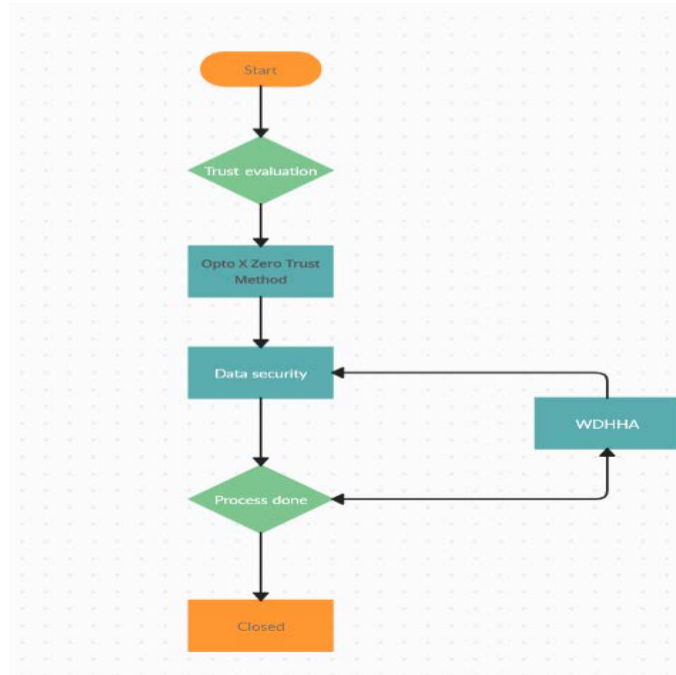 Start
Trust evaluation
Opto X Zero Trust
Method
Data security
WDHHA
Process done
Closed